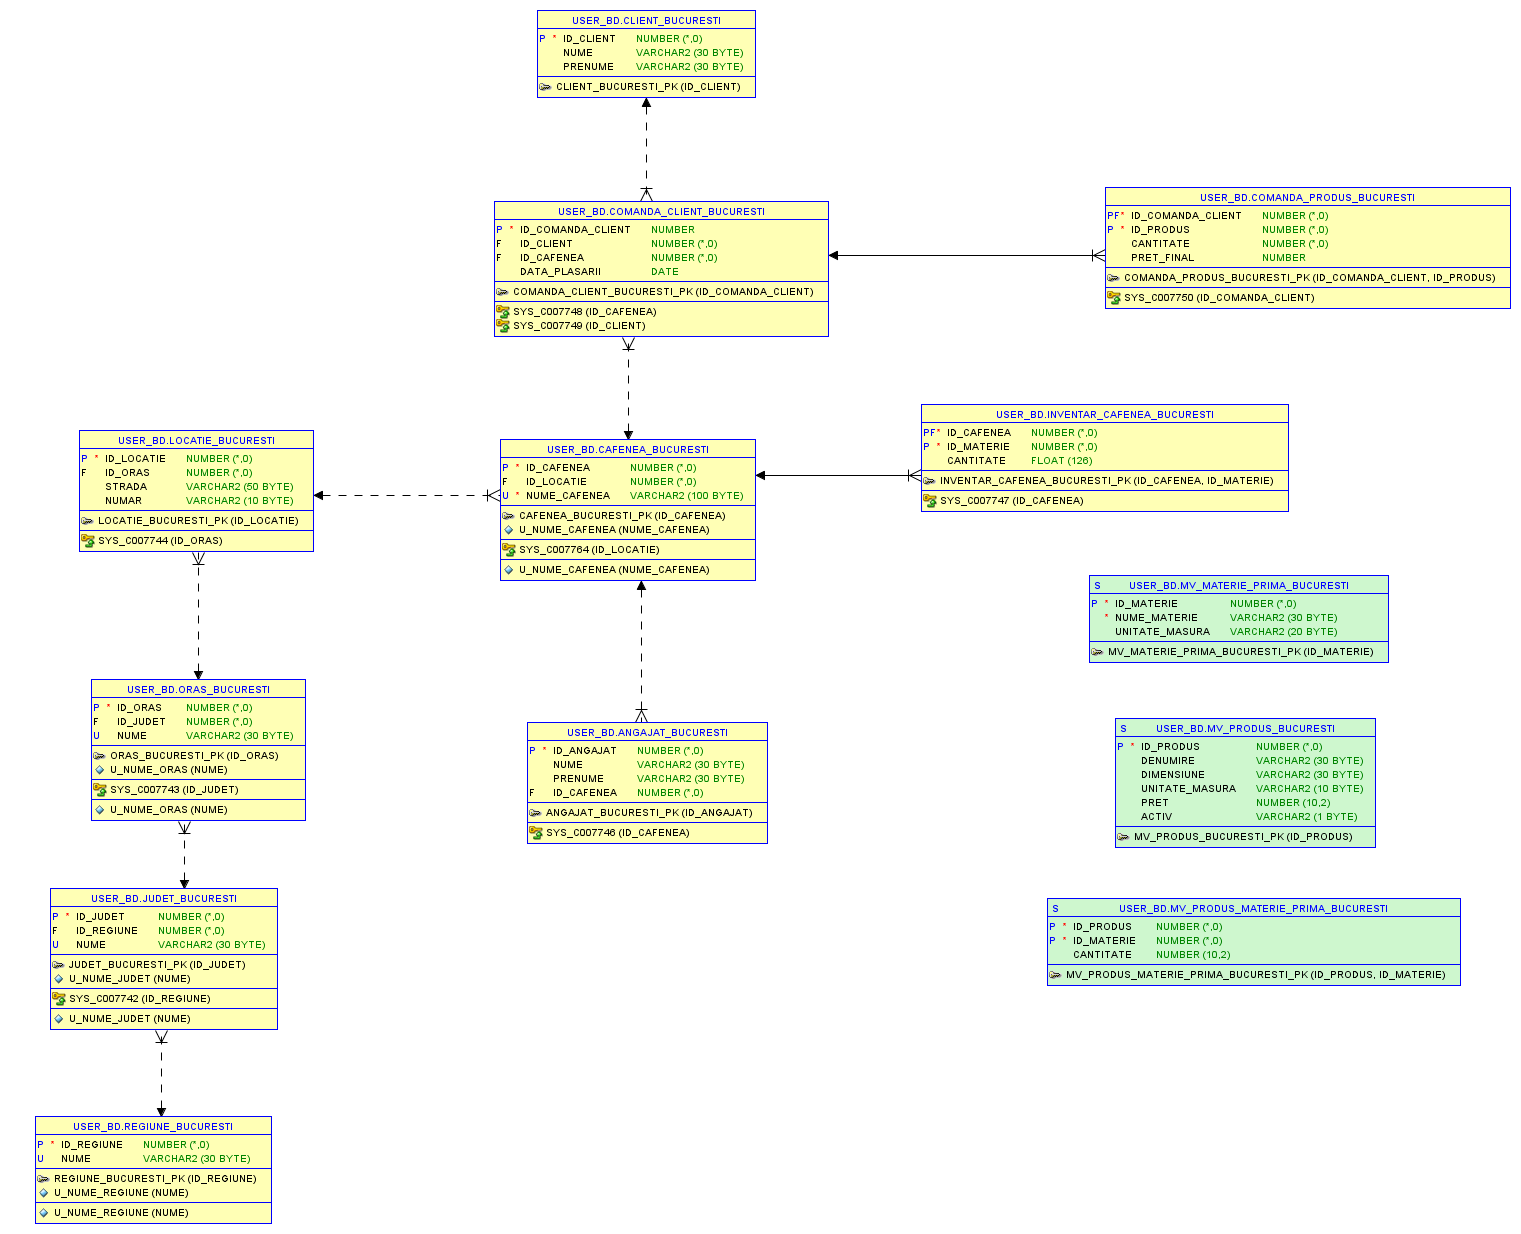 USER_BD.CLIENT_BUCURESTI
P * ID_CLIENT NUMBER (*,0)
NUME VARCHAR2 (30 BYTE)
PRENUME VARCHAR2 (30 BYTE)
CLIENT_BUCURESTI_PK (ID_CLIENT)
USER_BD.COMANDA_CLIENT_BUCURESTI
P * ID_COMANDA_CLIENT NUMBER
F ID_CLIENT NUMBER (*,0)
F ID_CAFENEA NUMBER (*,0)
DATA_PLASARII DATE
COMANDA_CLIENT_BUCURESTI_PK (ID_COMANDA_CLIENT)
SYS_C007748 (ID_CAFENEA)
SYS_C007749 (ID_CLIENT)
USER_BD.COMANDA_PRODUS_BUCURESTI
PF* ID_COMANDA_CLIENT NUMBER (*,0)
P * ID_PRODUS NUMBER (*,0)
CANTITATE NUMBER (*,0)
PRET_FINAL NUMBER
COMANDA_PRODUS_BUCURESTI_PK (ID_COMANDA_CLIENT, ID_PRODUS)
SYS_C007750 (ID_COMANDA_CLIENT)
USER_BD.LOCATIE_BUCURESTI
P * ID_LOCATIE NUMBER (*,0)
F ID_ORAS NUMBER (*,0)
STRADA VARCHAR2 (50 BYTE)
NUMAR VARCHAR2 (10 BYTE)
LOCATIE_BUCURESTI_PK (ID_LOCATIE)
SYS_C007744 (ID_ORAS)
USER_BD.CAFENEA_BUCURESTI
P * ID_CAFENEA NUMBER (*,0)
F ID_LOCATIE NUMBER (*,0)
U * NUME_CAFENEA VARCHAR2 (100 BYTE)
CAFENEA_BUCURESTI_PK (ID_CAFENEA)
U_NUME_CAFENEA (NUME_CAFENEA)
SYS_C007764 (ID_LOCATIE)
U_NUME_CAFENEA (NUME_CAFENEA)
USER_BD.INVENTAR_CAFENEA_BUCURESTI
PF* ID_CAFENEA NUMBER (*,0)
P * ID_MATERIE NUMBER (*,0)
CANTITATE FLOAT (126)
INVENTAR_CAFENEA_BUCURESTI_PK (ID_CAFENEA, ID_MATERIE)
SYS_C007747 (ID_CAFENEA)
S USER_BD.MV_MATERIE_PRIMA_BUCURESTI
P * ID_MATERIE NUMBER (*,0)
* NUME_MATERIE VARCHAR2 (30 BYTE)
UNITATE_MASURA VARCHAR2 (20 BYTE)
MV_MATERIE_PRIMA_BUCURESTI_PK (ID_MATERIE)
USER_BD.ORAS_BUCURESTI
P * ID_ORAS NUMBER (*,0)
F ID_JUDET NUMBER (*,0)
U NUME VARCHAR2 (30 BYTE)
ORAS_BUCURESTI_PK (ID_ORAS)
U_NUME_ORAS (NUME)
SYS_C007743 (ID_JUDET)
U_NUME_ORAS (NUME)
USER_BD.ANGAJAT_BUCURESTI
P * ID_ANGAJAT NUMBER (*,0)
NUME VARCHAR2 (30 BYTE)
PRENUME VARCHAR2 (30 BYTE)
F ID_CAFENEA NUMBER (*,0)
ANGAJAT_BUCURESTI_PK (ID_ANGAJAT)
SYS_C007746 (ID_CAFENEA)
S USER_BD.MV_PRODUS_BUCURESTI
P * ID_PRODUS NUMBER (*,0)
DENUMIRE VARCHAR2 (30 BYTE)
DIMENSIUNE VARCHAR2 (30 BYTE)
UNITATE_MASURA VARCHAR2 (10 BYTE)
PRET NUMBER (10,2)
ACTIV VARCHAR2 (1 BYTE)
MV_PRODUS_BUCURESTI_PK (ID_PRODUS)
USER_BD.JUDET_BUCURESTI
P * ID_JUDET NUMBER (*,0)
F ID_REGIUNE NUMBER (*,0)
U NUME VARCHAR2 (30 BYTE)
JUDET_BUCURESTI_PK (ID_JUDET)
U_NUME_JUDET (NUME)
SYS_C007742 (ID_REGIUNE)
U_NUME_JUDET (NUME)
S USER_BD.MV_PRODUS_MATERIE_PRIMA_BUCURESTI
P * ID_PRODUS NUMBER (*,0)
P * ID_MATERIE NUMBER (*,0)
CANTITATE NUMBER (10,2)
MV_PRODUS_MATERIE_PRIMA_BUCURESTI_PK (ID_PRODUS, ID_MATERIE)
USER_BD.REGIUNE_BUCURESTI
P * ID_REGIUNE NUMBER (*,0)
U NUME VARCHAR2 (30 BYTE)
REGIUNE_BUCURESTI_PK (ID_REGIUNE)
U_NUME_REGIUNE (NUME)
U_NUME_REGIUNE (NUME)